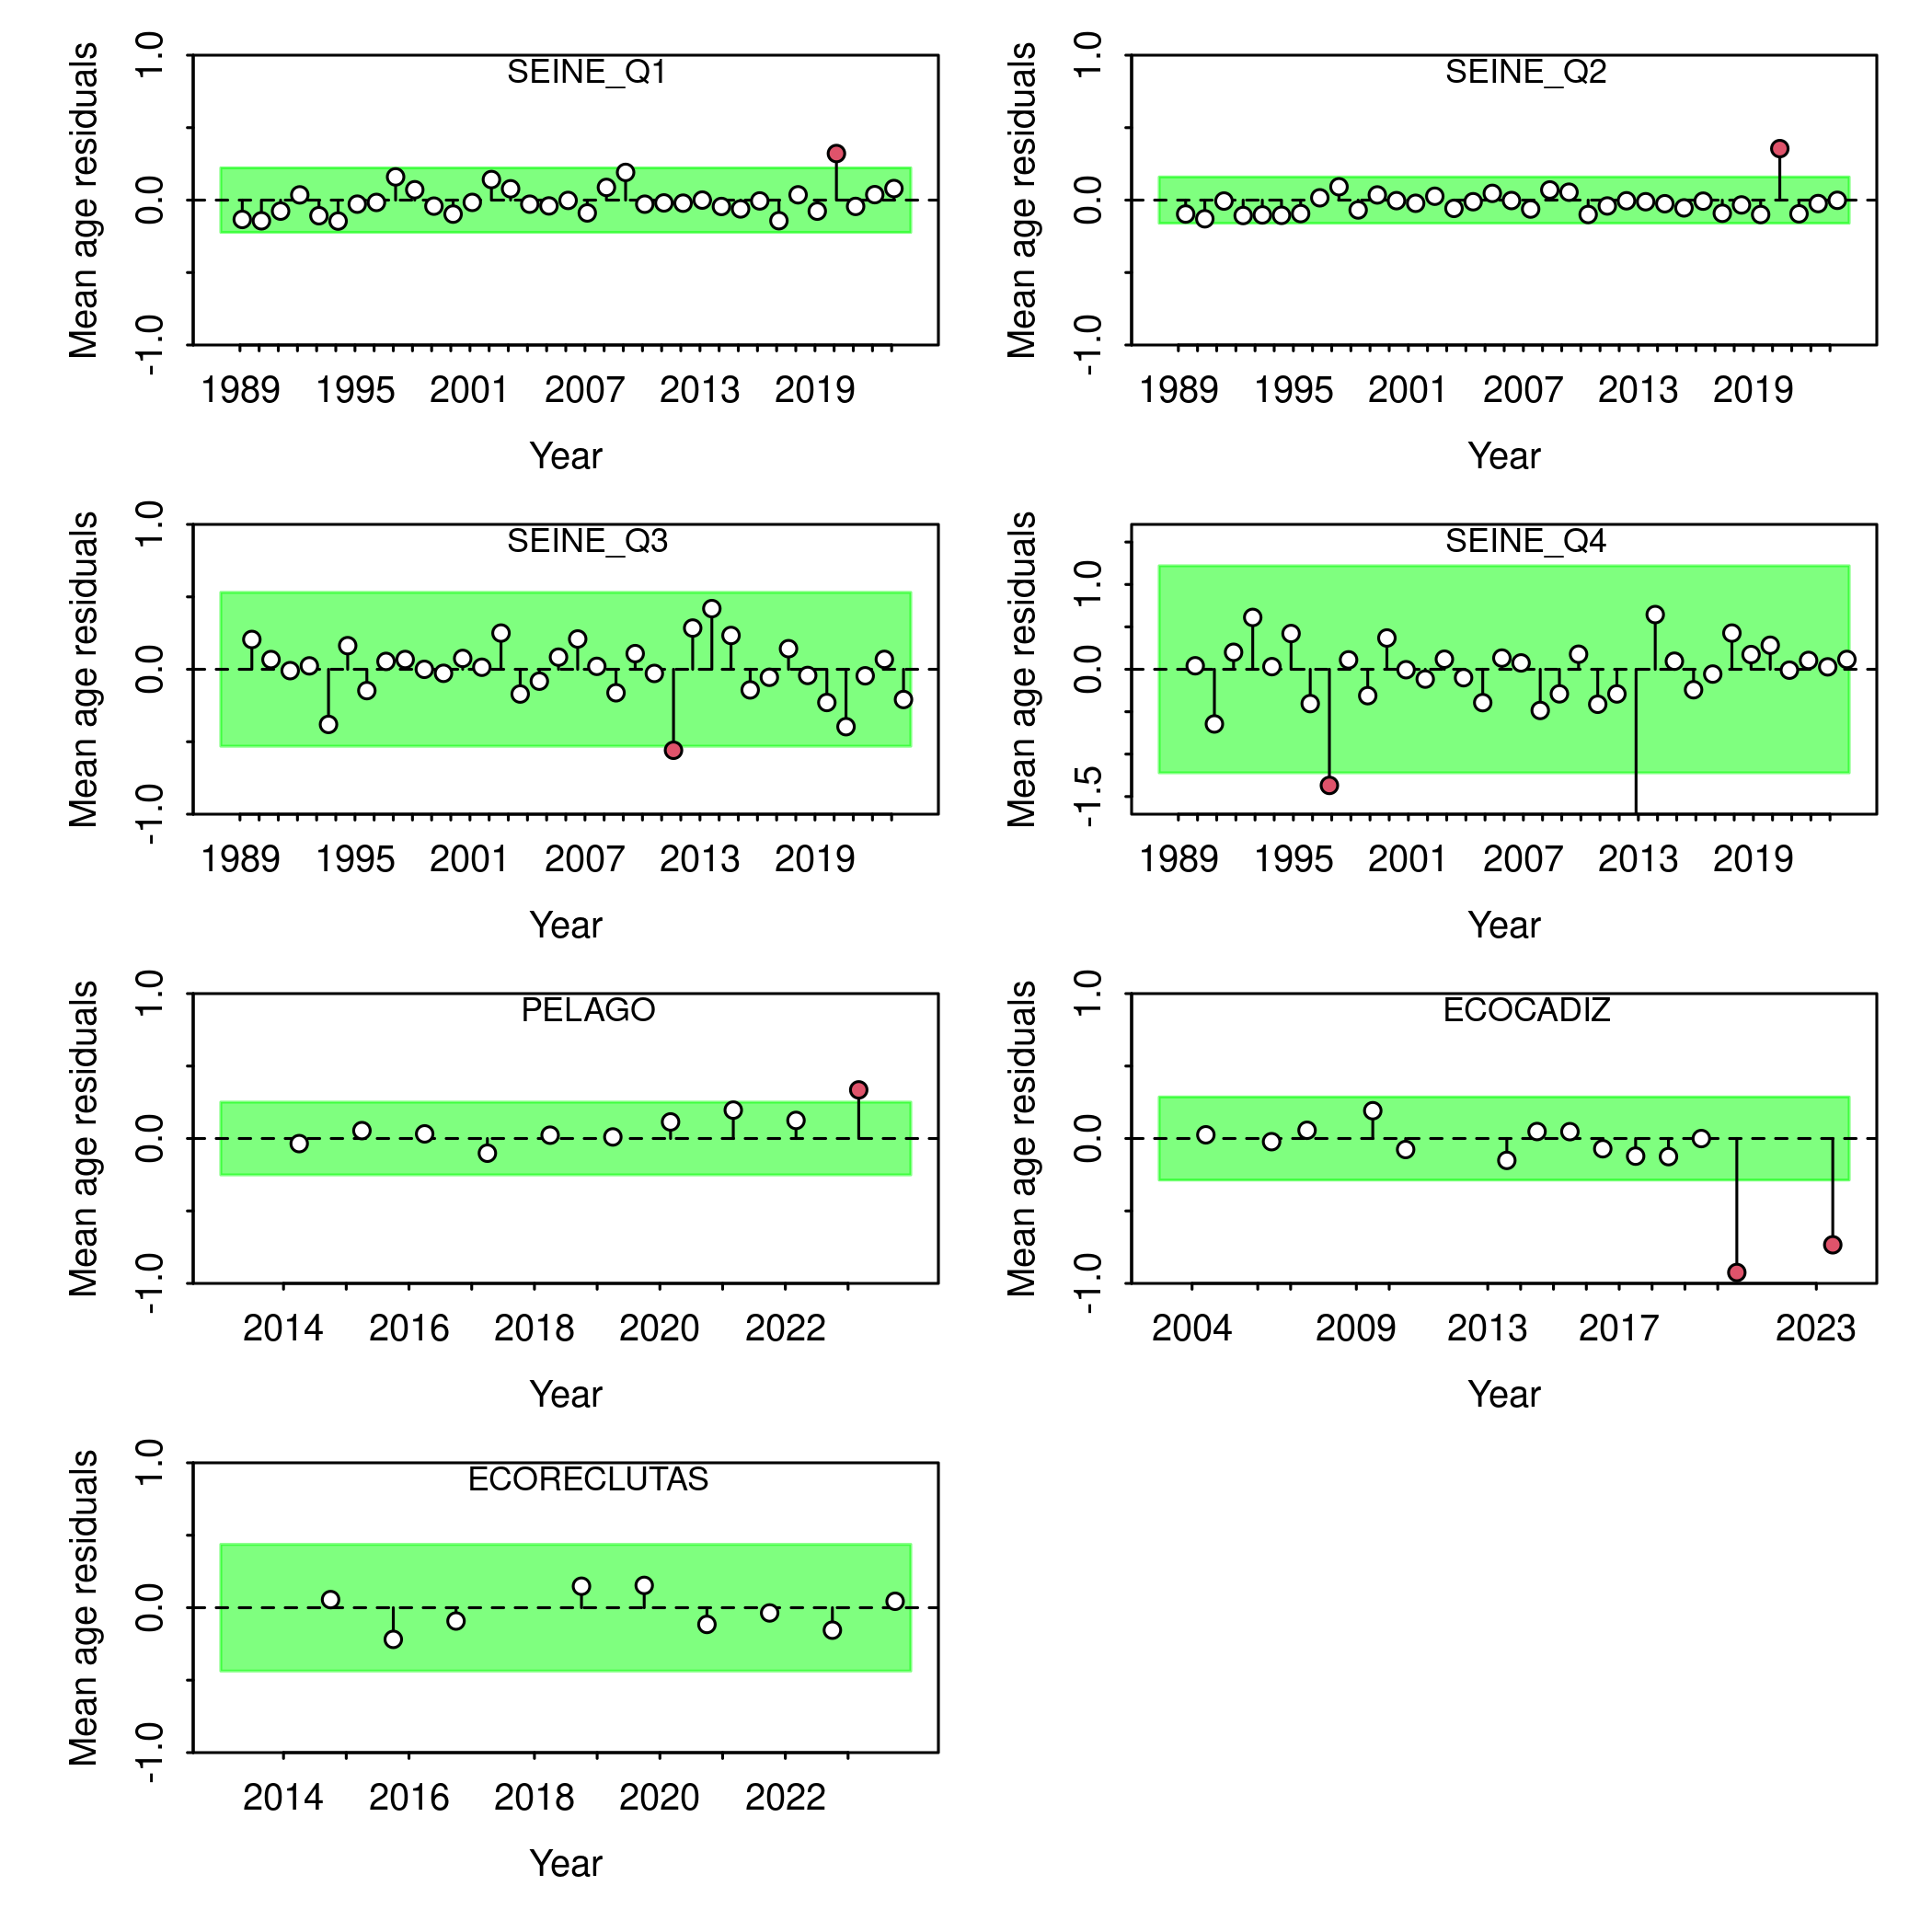 SEINE_Q1
Mean age residuals
1.0
0.0
-1.0
1989 1995 2001 2007 2013 2019
Year
SEINE_Q2
Mean age residuals
1.0
0.0
-1.0
1989 1995 2001 2007 2013 2019
Year
SEINE_Q3
Mean age residuals
1.0
0.0
-1.0
1989 1995 2001 2007 2013 2019
Year
SEINE_Q4
Mean age residuals
1.0
0.0
-1.5
1989 1995 2001 2007 2013 2019
Year
PELAGO
Mean age residuals
1.0
0.0
-1.0
2014 2016 2018 2020 2022
Year
ECOCADIZ
Mean age residuals
1.0
0.0
-1.0
2004 2009 2013 2017 2023
Year
ECORECLUTAS
Mean age residuals
1.0
0.0
-1.0
2014 2016 2018 2020 2022
Year